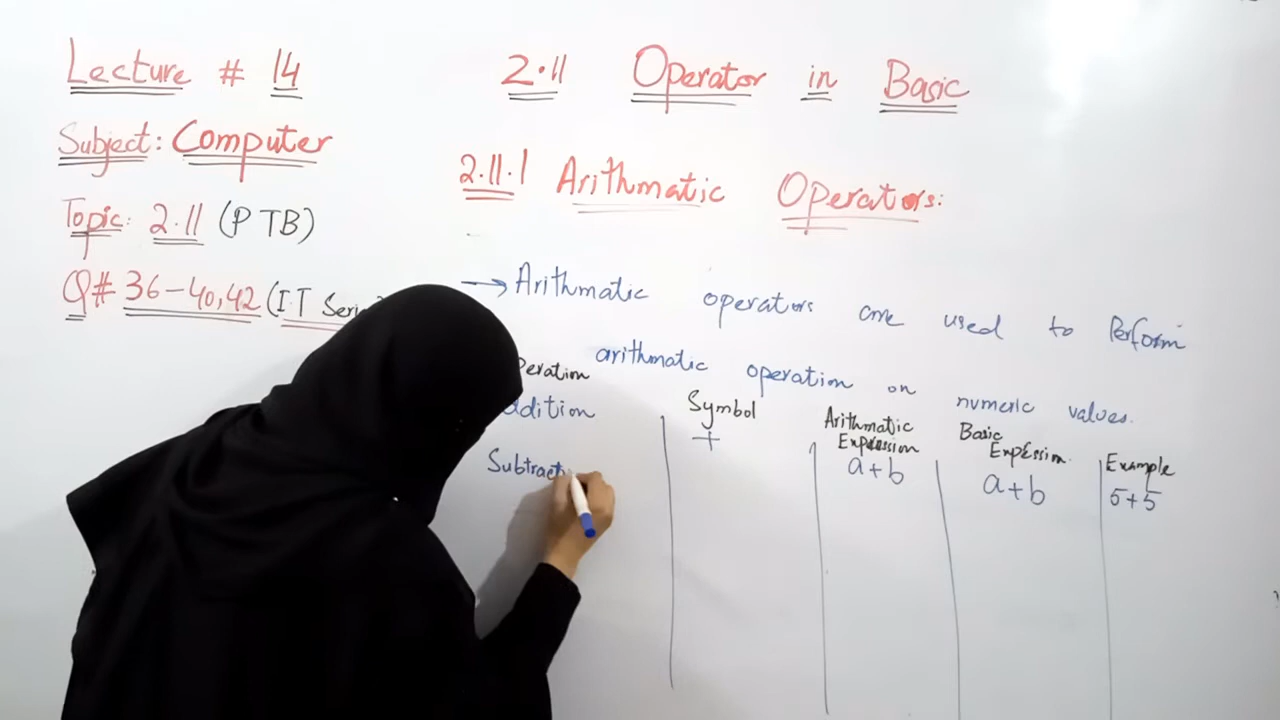 Lecture # 14
Subject: Computer
Topic: 2.11 (PTB)
Q# 36-40,42 (I.T Seri
2.11 Operator in Basic
2.11.1 Arithmatic Operators:
→ Arithmatic operators are used to Perform
arithmatic operation on numeric values.
peration Symbol Arithmatic Expression Basic Expression Example
ddition + a+b a+b 5+5
Subtract